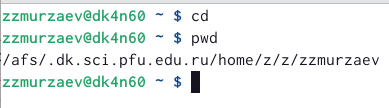 zzmurzaev@dk4n60 ~ $ cd
zzmurzaev@dk4n60 ~ $ pwd
/afs/.dk.sci.pfu.edu.ru/home/z/z/zzmurzaev
zzmurzaev@dk4n60 ~ $